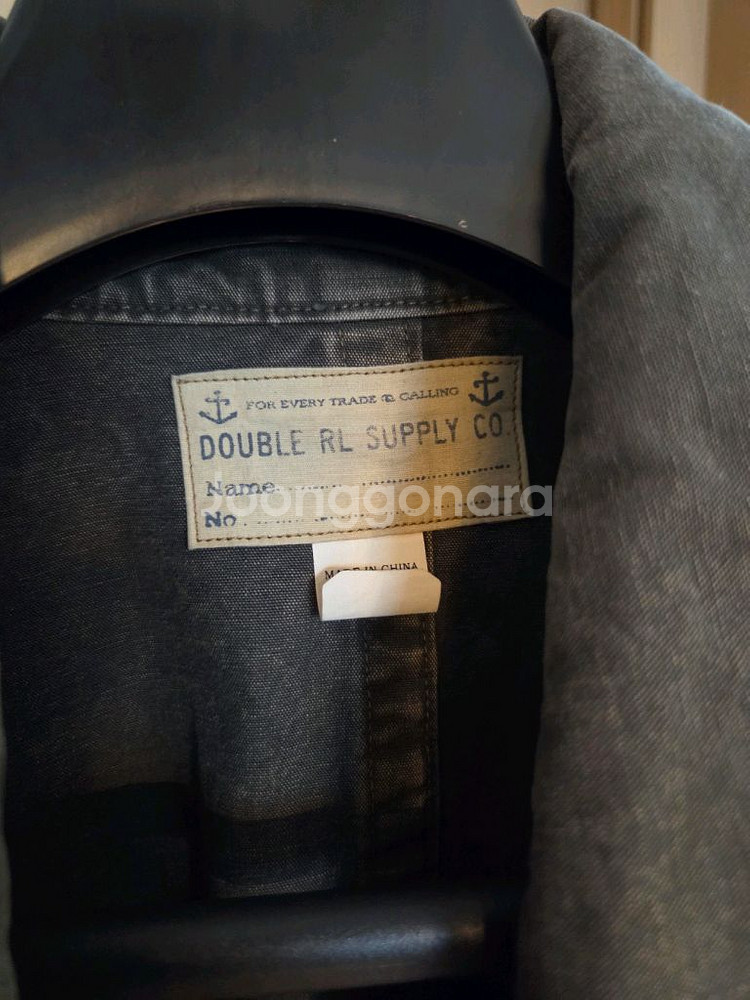 FOR EVERY TRADE & CALLING
DOUBLE RL SUPPLY CO.
Name
No.
Joonggonara
MADE IN CHINA